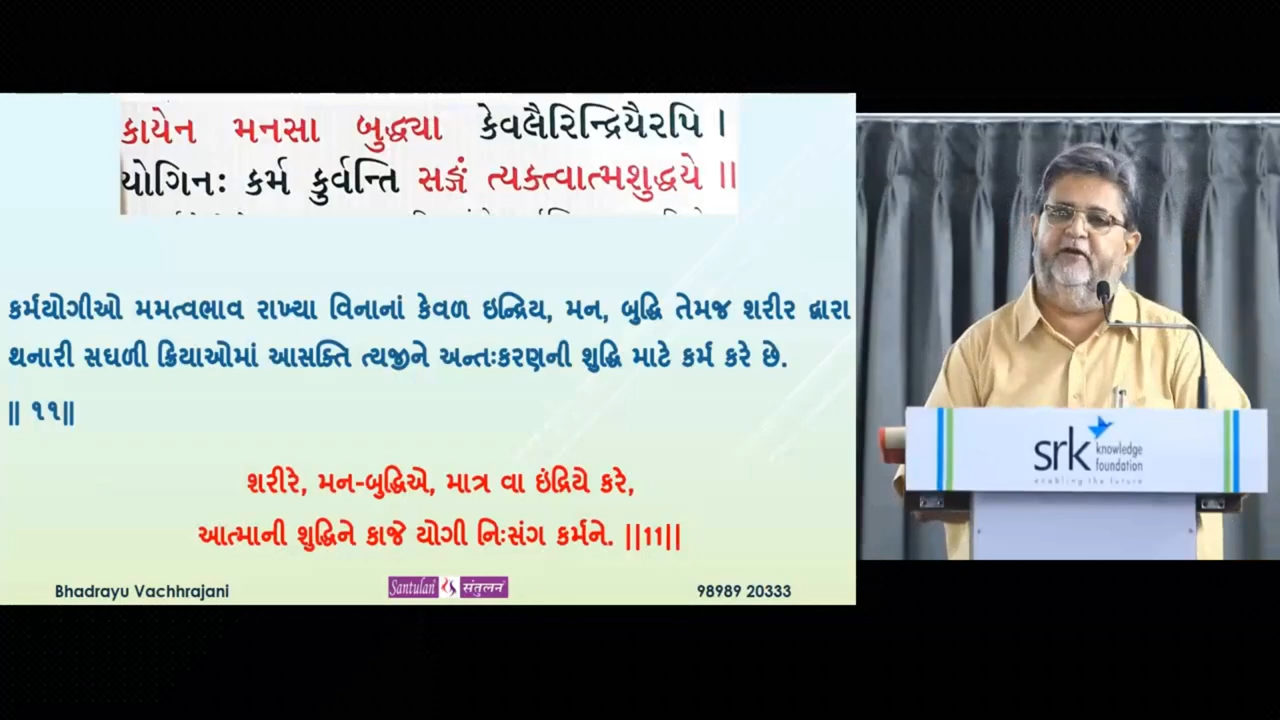 કાયેન મનસા બુદ્ધ્યા કેવલૈરિન્દ્રિયૈરપિ ।
યોગિનઃ કર્મ કુર્વન્તિ સઙ્ગં ત્યક્ત્વાત્મશુદ્ધયે ॥
કર્મયોગીઓ મમત્વભાવ રાખ્યા વિનાનાં કેવળ ઇન્દ્રિય, મન, બુદ્ધિ તેમજ શરીર દ્વારા
થનારી સઘળી ક્રિયાઓમાં આસક્તિ ત્યજીને અન્તઃકરણની શુદ્ધિ માટે કર્મ કરે છે.
॥ ૧૧॥
શરીરે, મન-બુદ્ધિએ, માત્ર વા ઇંદ્રિયે કરે,
આત્માની શુદ્ધિને કાજે યોગી નિઃસંગ કર્મને. ||11||
Bhadrayu Vachhrajani
Santulan संतुलन
98989 20333
srk knowledge
foundation
enabling the future